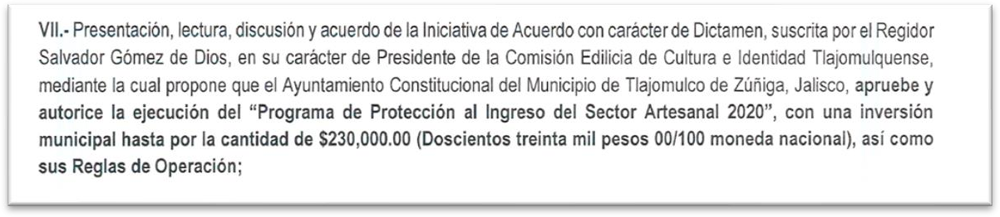 VII.- Presentación, lectura, discusión y acuerdo de la Iniciativa de Acuerdo con carácter de Dictamen, suscrita por el Regidor
Salvador Gómez de Dios, en su carácter de Presidente de la Comisión Edilicia de Cultura e Identidad Tlajomulquense,
mediante la cual propone que el Ayuntamiento Constitucional del Municipio de Tlajomulco de Zúñiga, Jalisco, apruebe y
autorice la ejecución del “Programa de Protección al Ingreso del Sector Artesanal 2020”, con una inversión
municipal hasta por la cantidad de $230,000.00 (Doscientos treinta mil pesos 00/100 moneda nacional), así como
sus Reglas de Operación;